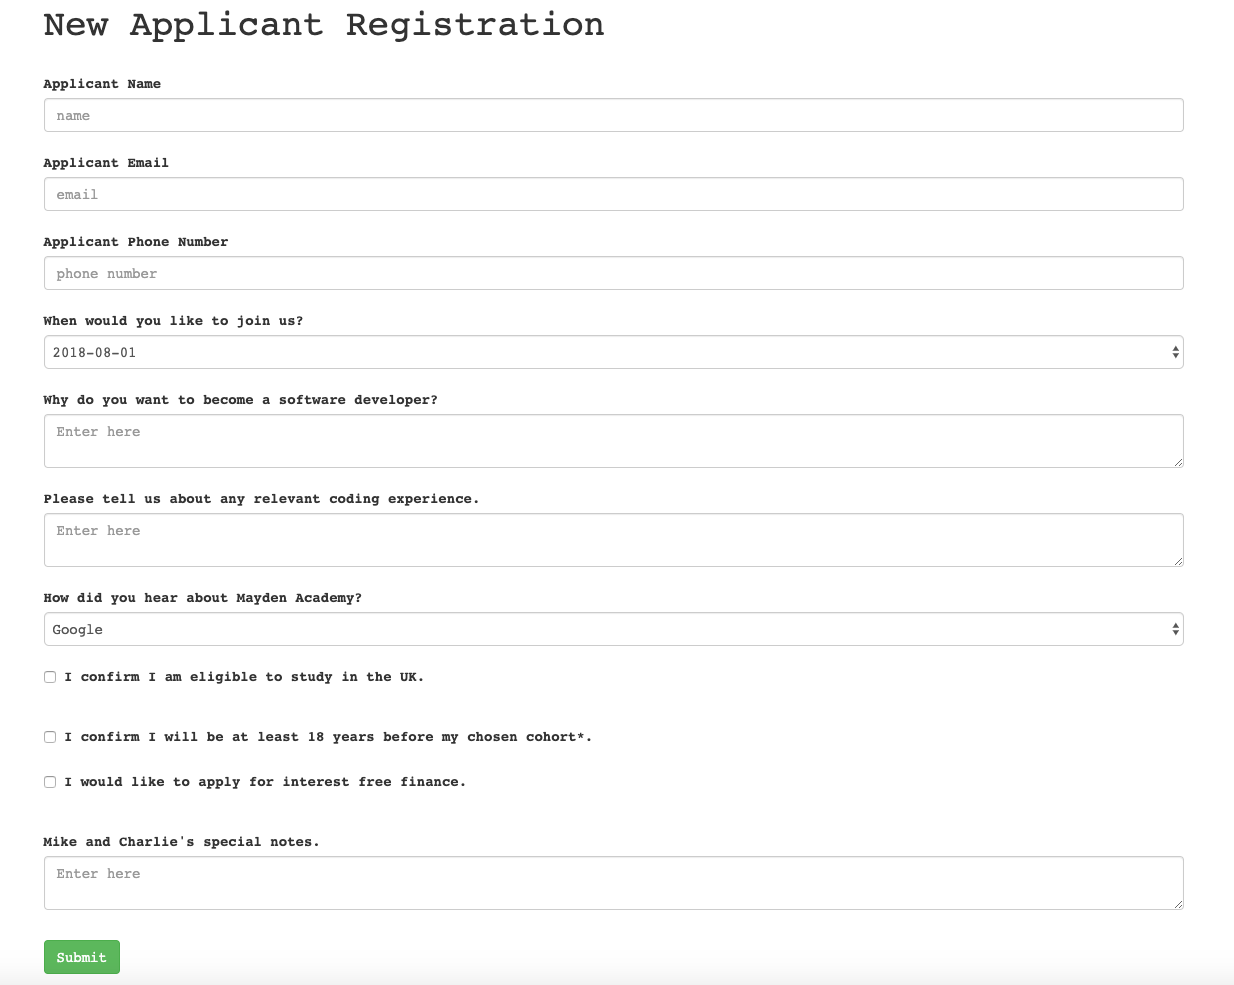 New Applicant Registration
Applicant Name
name
Applicant Email
email
Applicant Phone Number
phone number
When would you like to join us?
2018-08-01
Why do you want to become a software developer?
Enter here
Please tell us about any relevant coding experience.
Enter here
How did you hear about Mayden Academy?
Google
I confirm I am eligible to study in the UK.
I confirm I will be at least 18 years before my chosen cohort*.
I would like to apply for interest free finance.
Mike and Charlie's special notes.
Enter here
Submit